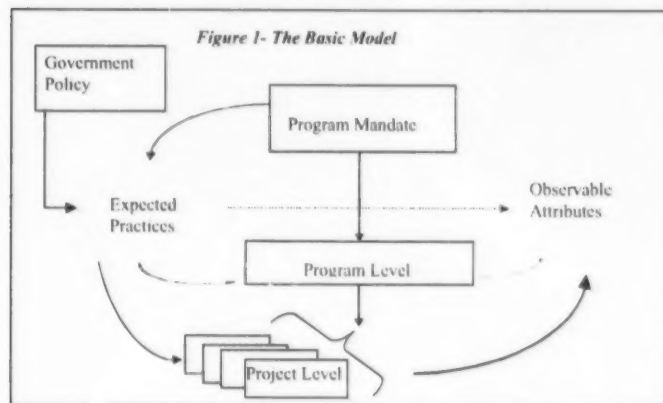 Figure 1- The Basic Model
Government
Policy
Program Mandate
Expected
Practices
Observable
Attributes
Program Level
Project Level